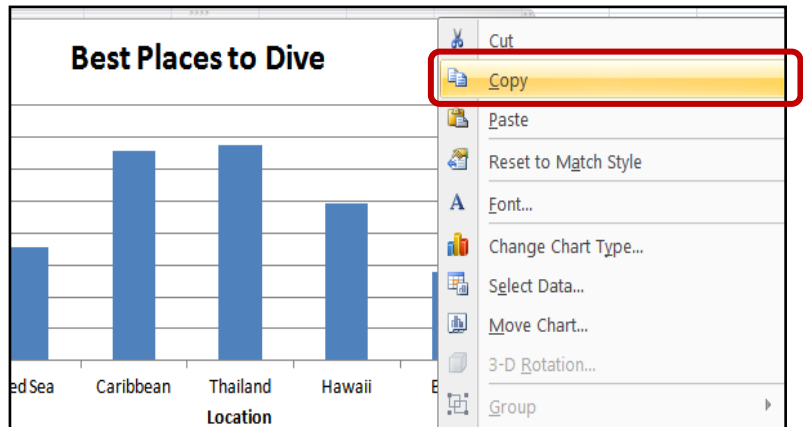 Best Places to Dive
ed Sea
Caribbean
Thailand
Hawaii
Location
Cut
Copy
Paste
Reset to Match Style
A
Font...
Change Chart Type...
Select Data...
Move Chart...
3-D Rotation...
Group